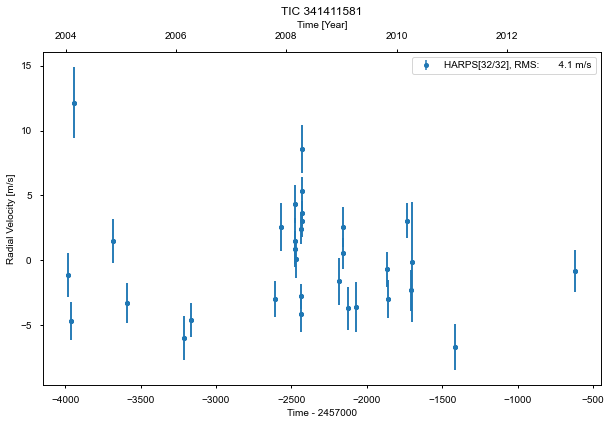 TIC 341411581
Time [Year]
2004 2006 2008 2010 2012
HARPS[32/32], RMS: 4.1 m/s
Radial Velocity [m/s]
15
10
5
0
−5
−4000 −3500 −3000 −2500 −2000 −1500 −1000 −500
Time - 2457000